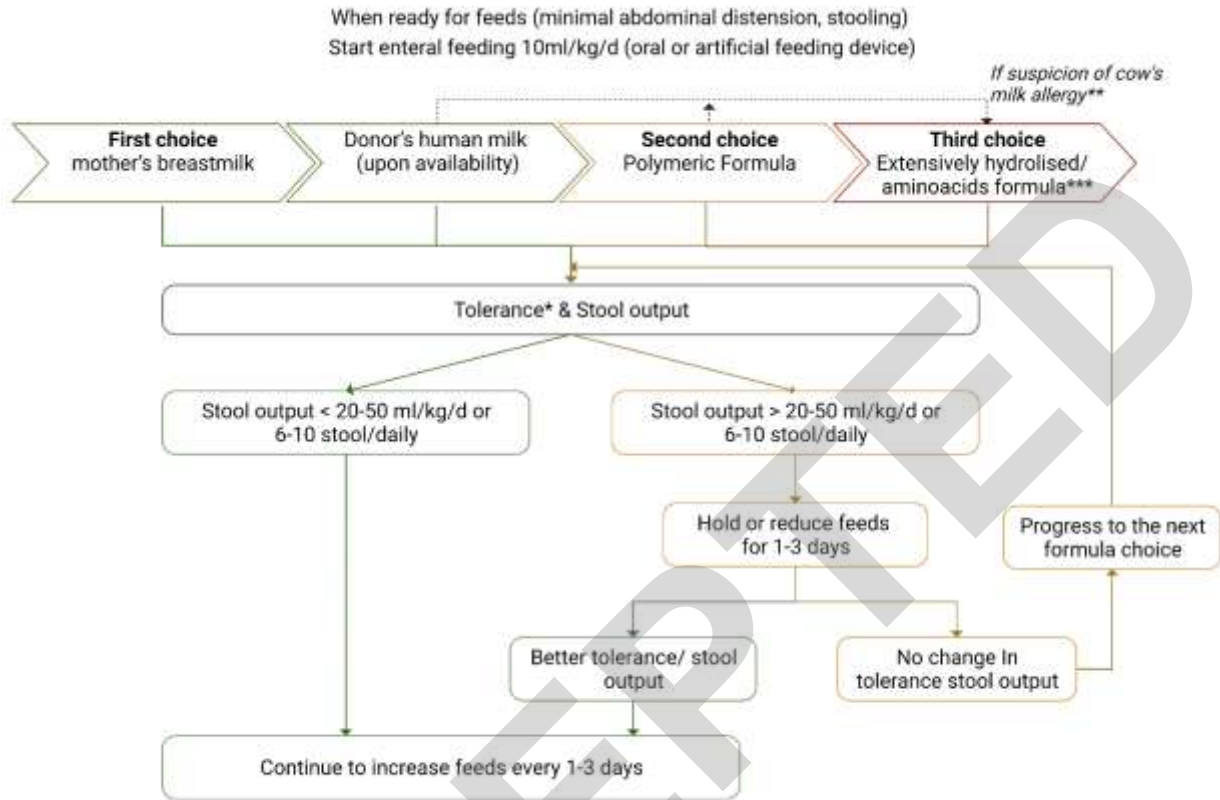 When ready for feeds (minimal abdominal distension, stooling)
Start enteral feeding 10ml/kg/d (oral or artificial feeding device)
If suspicion of cow's
milk allergy**
First choice
mother's breastmilk
Donor's human milk
(upon availability)
Second choice
Polymeric Formula
Third choice
Extensively hydrolised/
aminoacids formula***
Tolerance* & Stool output
Stool output < 20-50 ml/kg/d or
6-10 stool/daily
Stool output > 20-50 ml/kg/d or
6-10 stool/daily
Hold or reduce feeds
for 1-3 days
Progress to the next
formula choice
Better tolerance/ stool
output
No change In
tolerance stool output
Continue to increase feeds every 1-3 days
EPTED